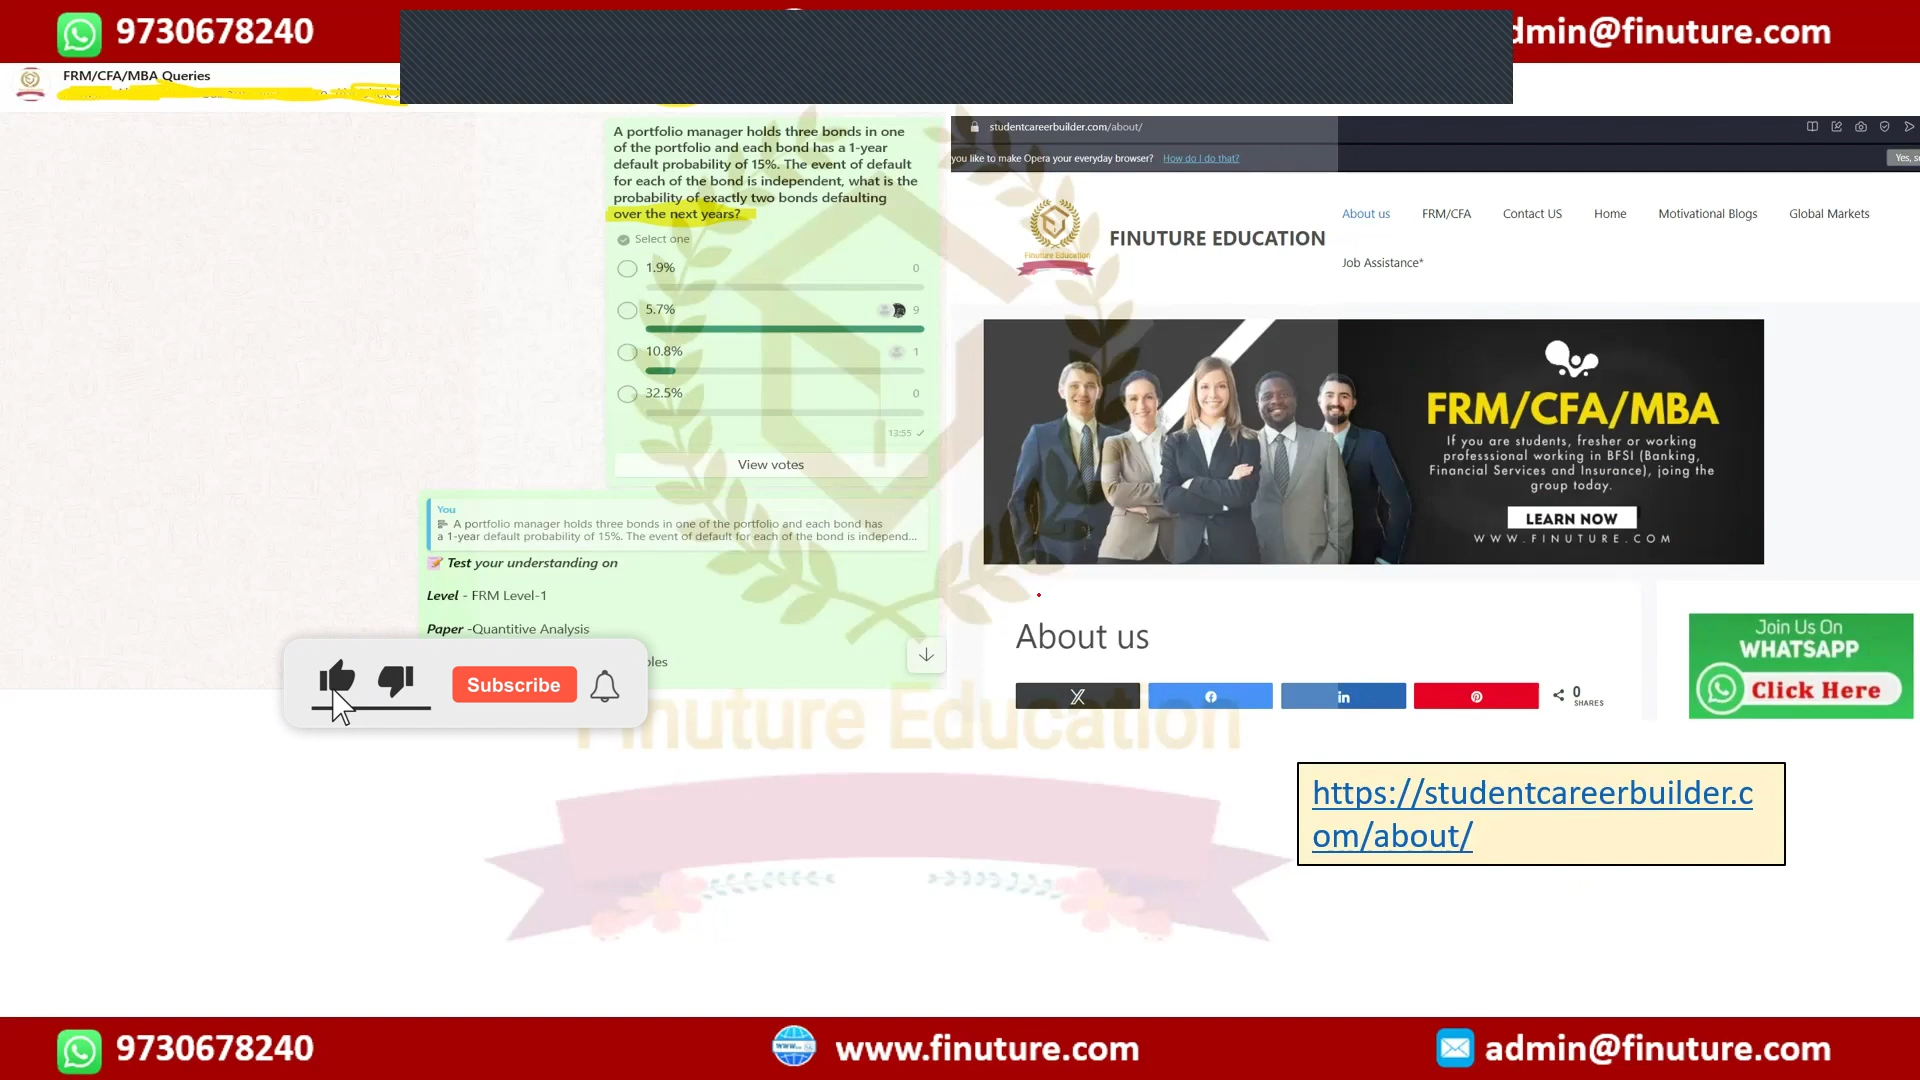 9730678240
dmin@finuture.com
FRM/CFA/MBA Queries
A portfolio manager holds three bonds in one
of the portfolio and each bond has a 1-year
default probability of 15%. The event of default
for each of the bond is independent, what is the
probability of exactly two bonds defaulting
over the next years?
Select one
1.9%
0
5.7%
9
10.8%
1
32.5%
0
13:55
View votes
You
A portfolio manager holds three bonds in one of the portfolio and each bond has
a 1-year default probability of 15%. The event of default for each of the bond is independ...
Test your understanding on
Level - FRM Level-1
Paper -Quantitive Analysis
bles
Subscribe
studentcareerbuilder.com/about/
you like to make Opera your everyday browser? How do I do that?
Yes, s
Finuture Education
FINUTURE EDUCATION
About us FRM/CFA Contact US Home Motivational Blogs Global Markets
Job Assistance*
FRM/CFA/MBA
If you are students, fresher or working
professsional working in BFSI (Banking,
Financial Services and Insurance), joing the
group today.
LEARN NOW
WWW.FINUTURE.COM
About us
0
SHARES
Join Us On
WHATSAPP
Click Here
Finuture Education
https://studentcareerbuilder.c
om/about/
9730678240
www.finuture.com
admin@finuture.com